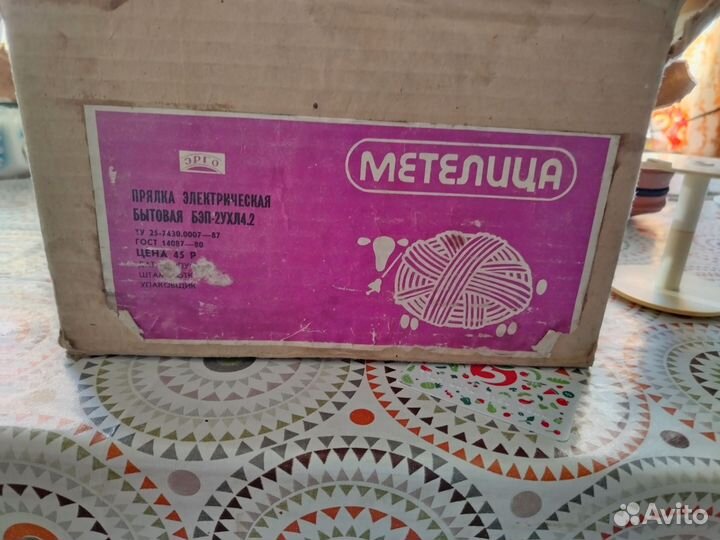 ЭРГО
МЕТЕЛИЦА
ПРЯЛКА ЭЛЕКТРИЧЕСКАЯ
БЫТОВАЯ БЭП-2УХЛ4.2
ТУ 25-7430.0007—87
ГОСТ 14087—80
ЦЕНА 45 Р
УПАКОВЩИК
Avito